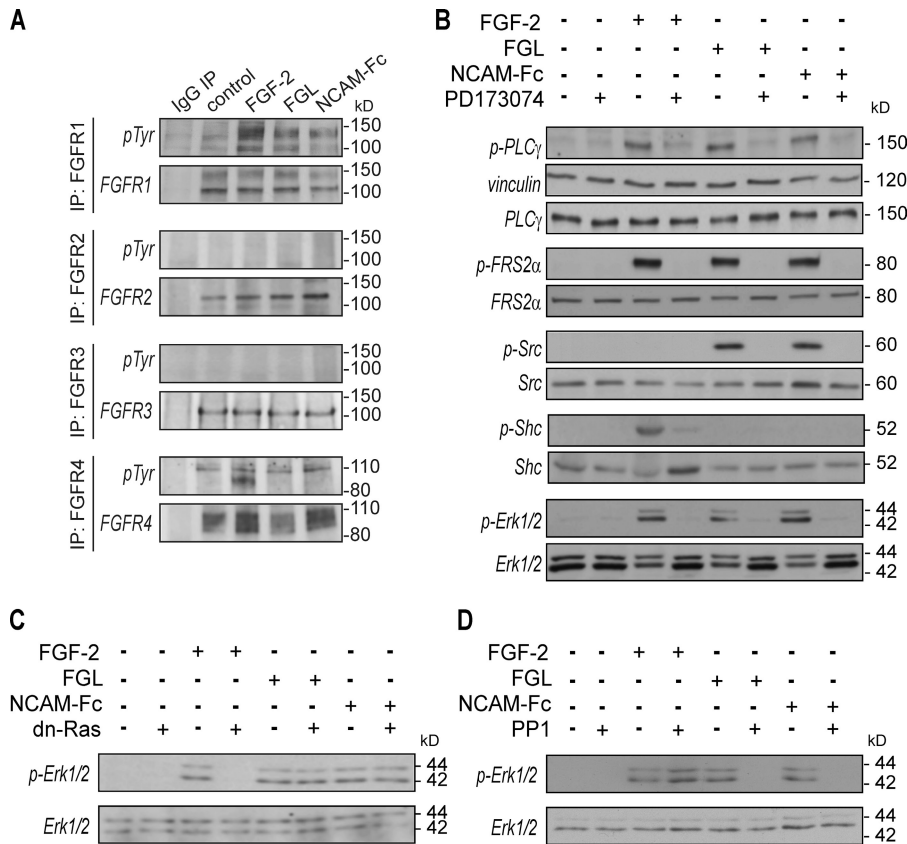 A
IgG IP
control
FGF-2
FGL
NCAM-Fc
kD
IP: FGFR1
pTyr
-150
-100
FGFR1
-150
-100
IP: FGFR2
pTyr
-150
-100
FGFR2
-150
-100
IP: FGFR3
pTyr
-150
-100
FGFR3
-150
-100
IP: FGFR4
pTyr
-110
-80
FGFR4
-110
-80
B
FGF-2 - - + + - - - -
FGL - - - - + + - -
NCAM-Fc - - - - - - + +
PD173074 - + - + - + - +
kD
p-PLCγ - 150
vinculin - 120
PLCγ - 150
p-FRS2α - 80
FRS2α - 80
p-Src - 60
Src - 60
p-Shc - 52
Shc - 52
p-Erk1/2 - 44
- 42
Erk1/2 - 44
- 42
C
FGF-2 - - + + - - - -
FGL - - - - + + - -
NCAM-Fc - - - - - - + +
dn-Ras - + - + - + - +
kD
p-Erk1/2 - 44
- 42
Erk1/2 - 44
- 42
D
FGF-2 - - + + - - - -
FGL - - - - + + - -
NCAM-Fc - - - - - - + +
PP1 - + - + - + - +
kD
p-Erk1/2 - 44
- 42
Erk1/2 - 44
- 42